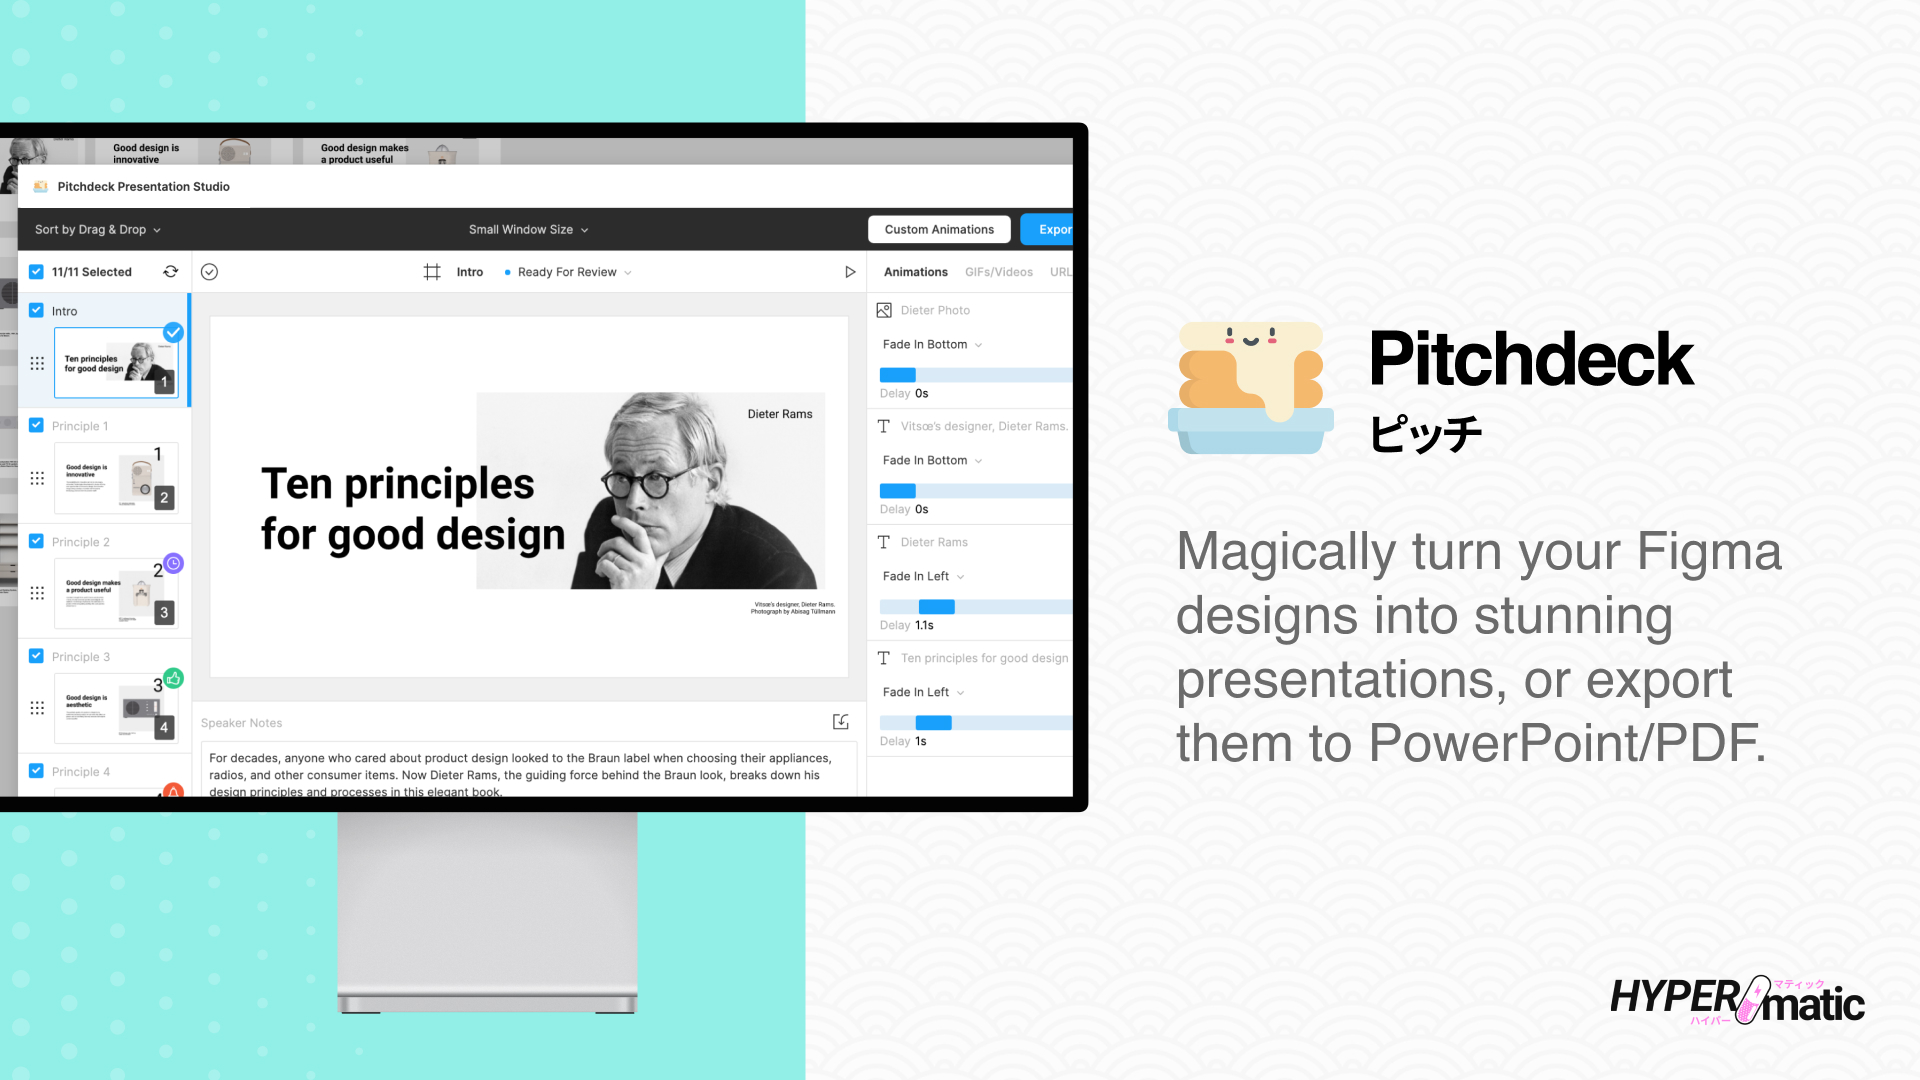 Good design is
innovative
Good design makes
a product useful
Pitchdeck Presentation Studio
Sort by Drag & Drop
Small Window Size
Custom Animations
Expor
11/11 Selected
Intro
Ready For Review
Animations
GIFs/Videos
URL
Intro
Ten principles
for good design
1
Principle 1
Good design is
innovative
1
2
Principle 2
Good design makes
a product useful
2
3
Principle 3
Good design is
aesthetic
3
4
Principle 4
Dieter Rams
Ten principles
for good design
Vitsœ's designer, Dieter Rams.
Photograph by Abisag Tüllmann
Speaker Notes
For decades, anyone who cared about product design looked to the Braun label when choosing their appliances,
radios, and other consumer items. Now Dieter Rams, the guiding force behind the Braun look, breaks down his
design principles and processes in this elegant book.
Dieter Photo
Fade In Bottom
Delay 0s
Vitsœ's designer, Dieter Rams.
Fade In Bottom
Delay 0s
Dieter Rams
Fade In Left
Delay 1.1s
Ten principles for good design
Fade In Left
Delay 1s
Pitchdeck
ピッチ
Magically turn your Figma
designs into stunning
presentations, or export
them to PowerPoint/PDF.
HYPER matic
マティック
ハイパー